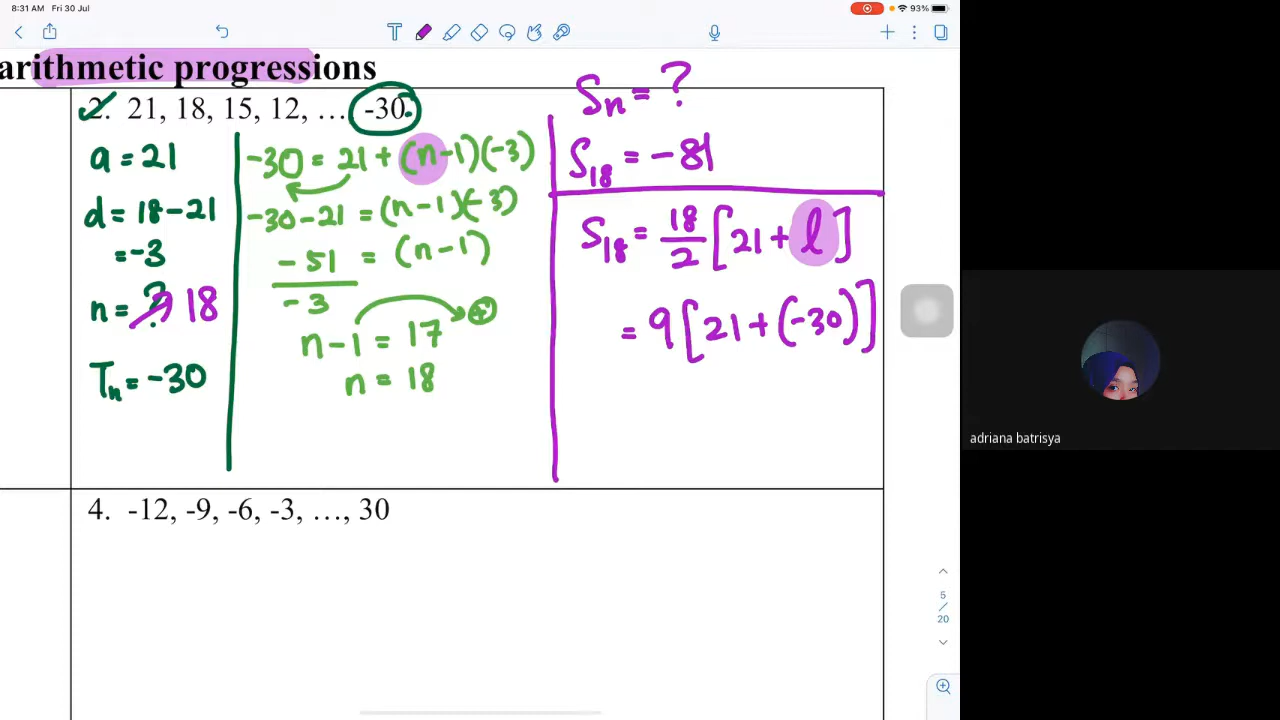 8:31 AM Fri 30 Jul
93%
arithmetic progressions
2. 21, 18, 15, 12, … -30.
a = 21
d = 18-21
= -3
n = ? 18
Tn = -30
-30 = 21 + (n-1)(-3)
-30-21 = (n-1)(-3)
-51/-3 = (n-1)
n-1 = 17
n = 18
Sn = ?
S18 = -81
S18 = 18/2 [21 + l]
= 9[21+(-30)]
4. -12, -9, -6, -3, …, 30
5
/
20
adriana batrisya